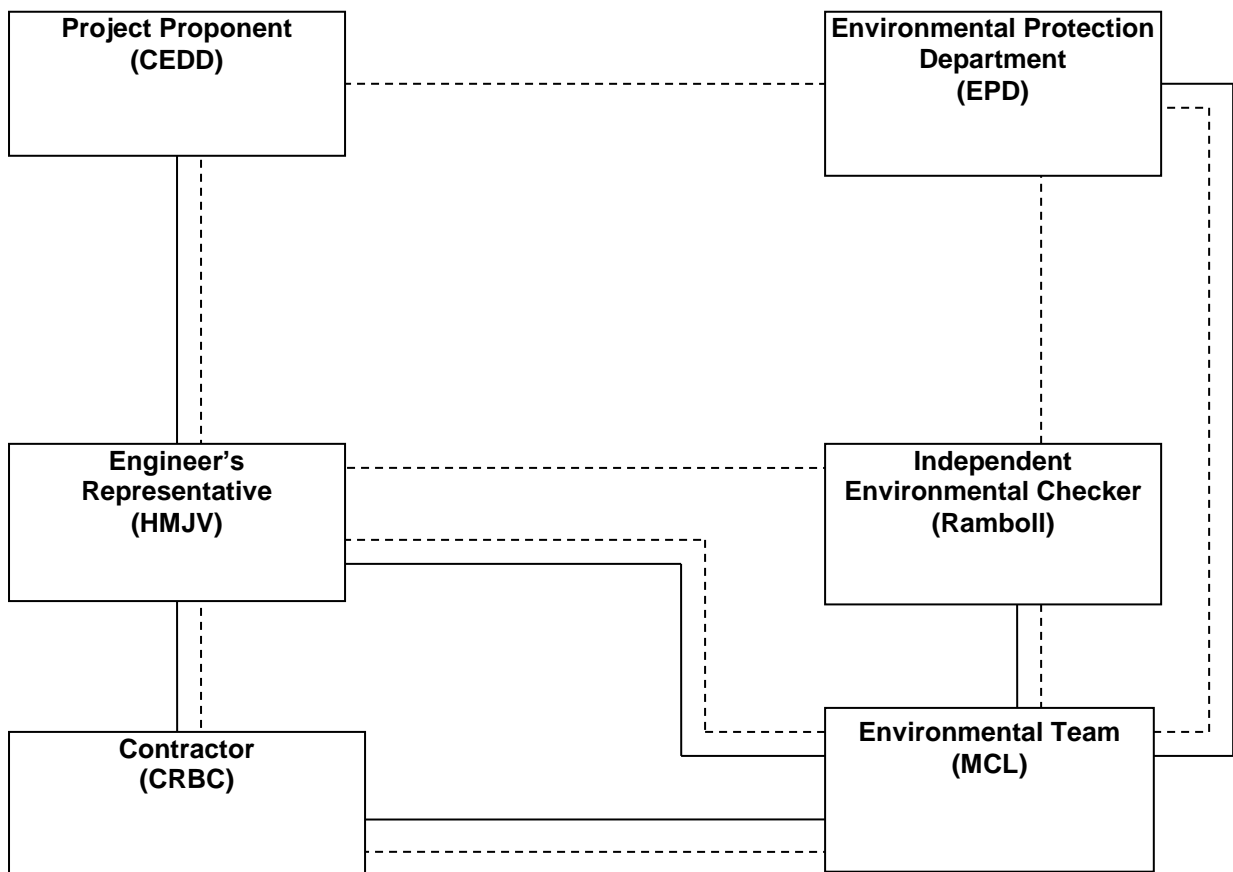 Project Proponent
(CEDD)
Environmental Protection
Department
(EPD)
Engineer’s
Representative
(HMJV)
Independent
Environmental Checker
(Ramboll)
Contractor
(CRBC)
Environmental Team
(MCL)